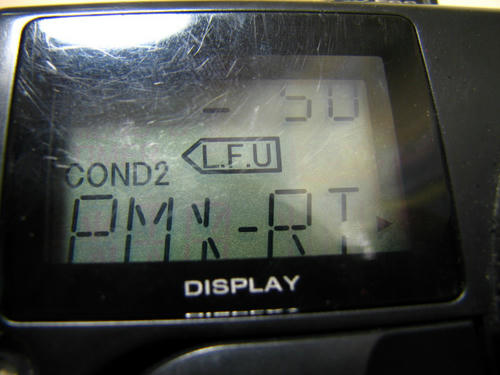 - 50
L.F.U
COND2
PMX-RT
DISPLAY